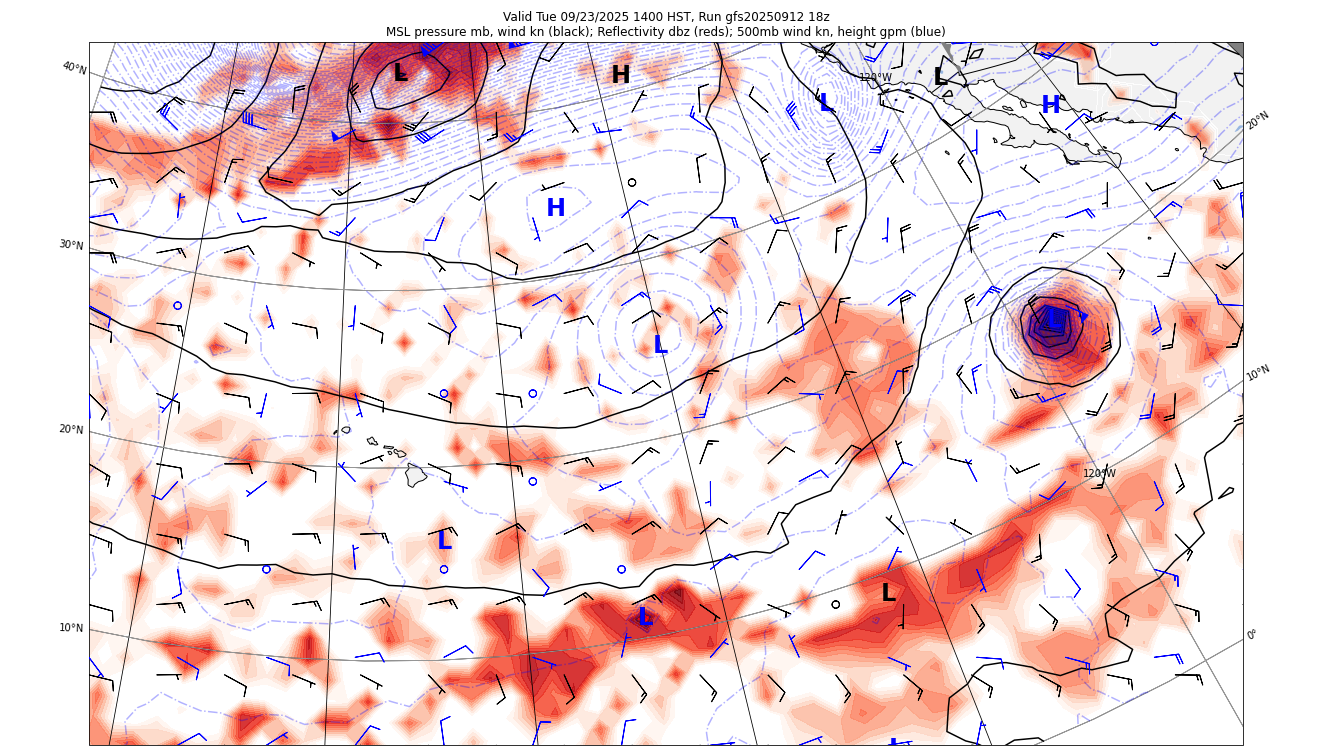 Valid Tue 09/23/2025 1400 HST, Run gfs20250912 18z
MSL pressure mb, wind kn (black); Reflectivity dbz (reds); 500mb wind kn, height gpm (blue)
40°N
L
H
120°W
L
L
H
20°N
H
30°N
L
L
10°N
20°N
120°W
L
L
L
10°N
0°
L